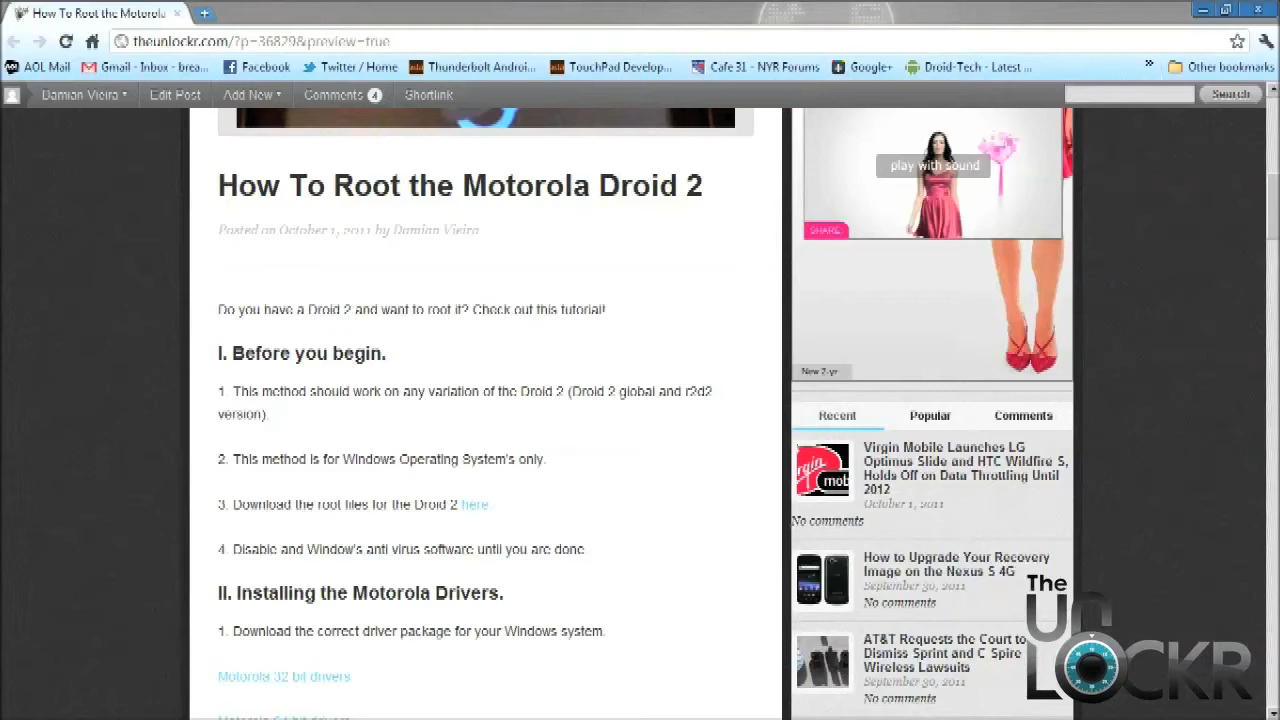 How To Root the Motorola
theunlockr.com/?p=36829&preview=true
AOL Mail
Gmail - Inbox - brea...
Facebook
Twitter / Home
Thunderbolt Androi...
TouchPad Develop...
Cafe 31 - NYR Forums
Google+
Droid-Tech - Latest ...
»
Other bookmarks
Damian Vieira
Edit Post
Add New
Comments 4
Shortlink
Search
How To Root the Motorola Droid 2
Posted on October 1, 2011 by Damian Vieira
Do you have a Droid 2 and want to root it? Check out this tutorial!
I. Before you begin.
1. This method should work on any variation of the Droid 2 (Droid 2 global and r2d2
version).
2. This method is for Windows Operating System's only.
3. Download the root files for the Droid 2 here.
4. Disable and Window's anti virus software until you are done.
II. Installing the Motorola Drivers.
1. Download the correct driver package for your Windows system.
Motorola 32 bit drivers
play with sound
SHARE
New 2-yr
Recent
Popular
Comments
Virgin Mobile Launches LG
Optimus Slide and HTC Wildfire S,
Holds Off on Data Throttling Until
2012
October 1, 2011
No comments
How to Upgrade Your Recovery
Image on the Nexus S 4G
September 30, 2011
No comments
AT&T Requests the Court to
Dismiss Sprint and C Spire
Wireless Lawsuits
September 30, 2011
No comments
Virgin
mob
The
UnLOCKR